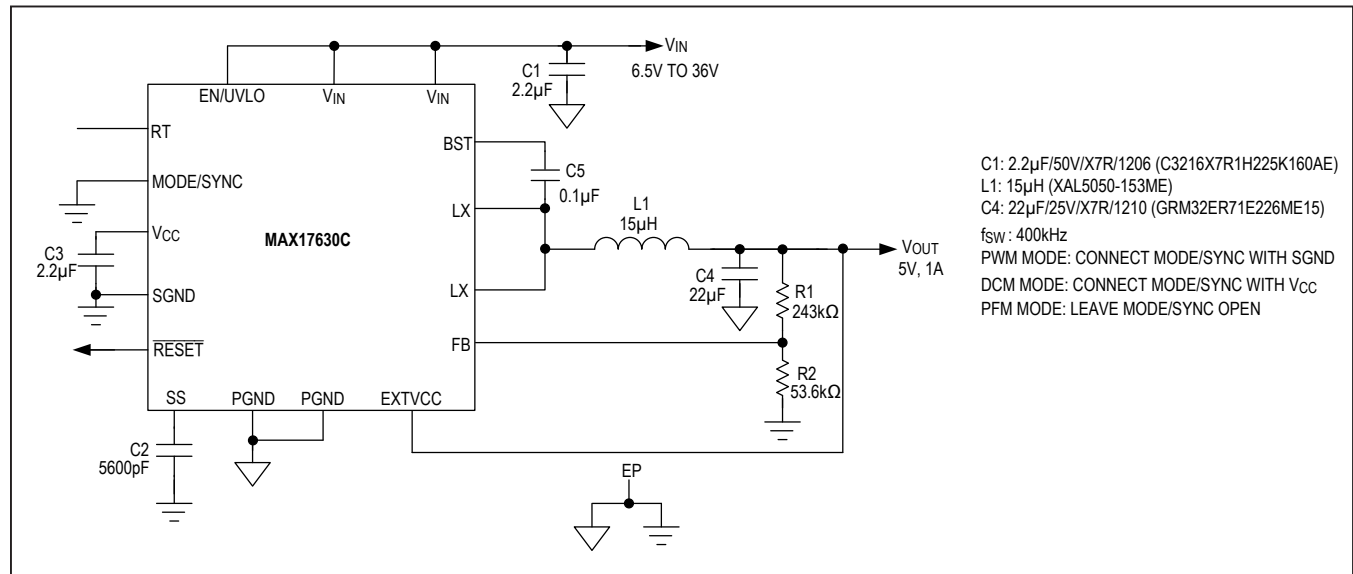 VIN
6.5V TO 36V
C1
2.2µF
EN/UVLO
VIN
VIN
RT
BST
MODE/SYNC
C5
0.1µF
LX
L1
15µH
VCC
MAX17630C
C3
2.2µF
VOUT
5V, 1A
C4
22µF
R1
243kΩ
SGND
LX
RESET
FB
R2
53.6kΩ
SS
PGND
PGND
EXTVCC
C2
5600pF
EP
C1: 2.2µF/50V/X7R/1206 (C3216X7R1H225K160AE)
L1: 15µH (XAL5050-153ME)
C4: 22µF/25V/X7R/1210 (GRM32ER71E226ME15)
fSW : 400kHz
PWM MODE: CONNECT MODE/SYNC WITH SGND
DCM MODE: CONNECT MODE/SYNC WITH VCC
PFM MODE: LEAVE MODE/SYNC OPEN